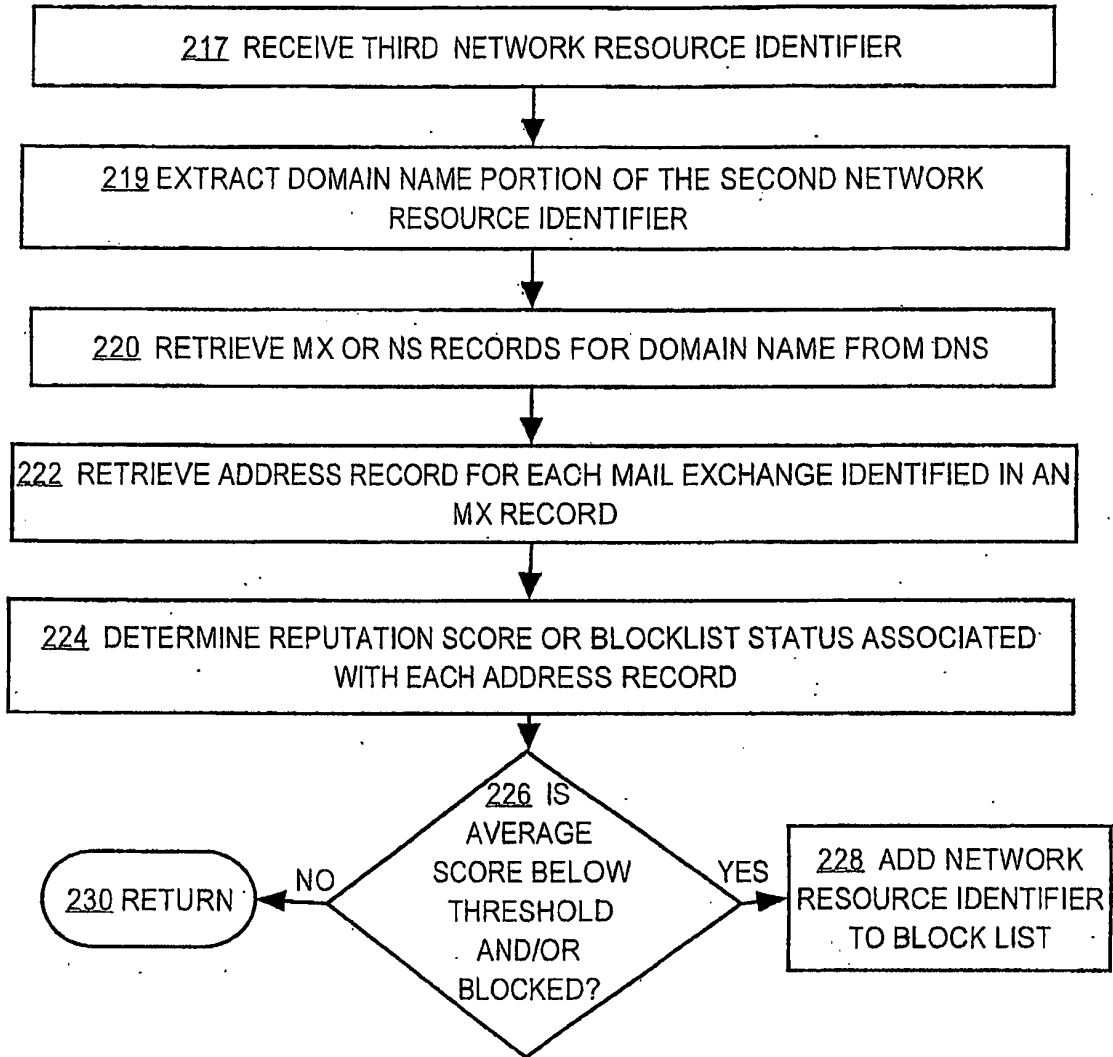 217 RECEIVE THIRD NETWORK RESOURCE IDENTIFIER
219 EXTRACT DOMAIN NAME PORTION OF THE SECOND NETWORK
RESOURCE IDENTIFIER
220 RETRIEVE MX OR NS RECORDS FOR DOMAIN NAME FROM DNS
222 RETRIEVE ADDRESS RECORD FOR EACH MAIL EXCHANGE IDENTIFIED IN AN
MX RECORD
224 DETERMINE REPUTATION SCORE OR BLOCKLIST STATUS ASSOCIATED
WITH EACH ADDRESS RECORD
226 IS
AVERAGE
SCORE BELOW
THRESHOLD
AND/OR
BLOCKED?
NO
230 RETURN
YES
228 ADD NETWORK
RESOURCE IDENTIFIER
TO BLOCK LIST